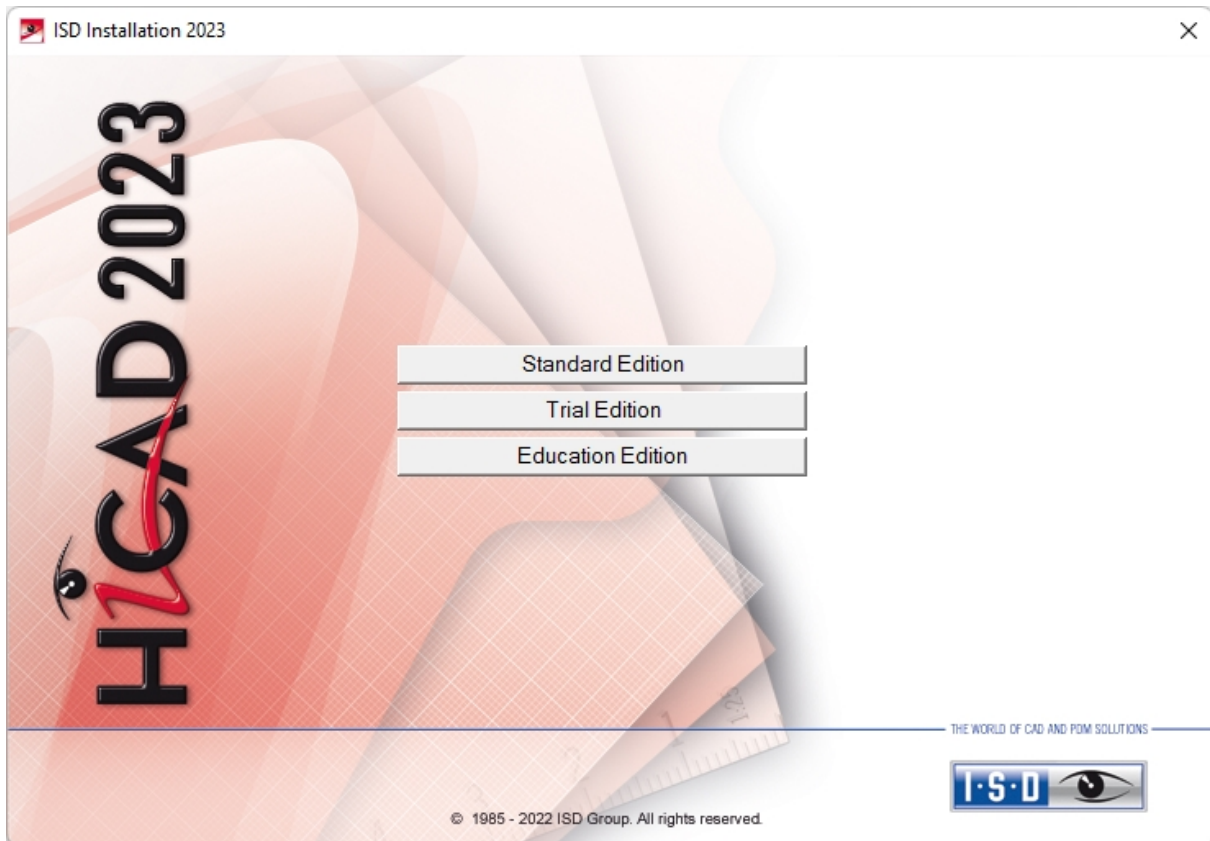 ISD Installation 2023
HiCAD 2023
Standard Edition
Trial Edition
Education Edition
THE WORLD OF CAD AND PDM SOLUTIONS
I·S·D
© 1985 - 2022 ISD Group. All rights reserved.